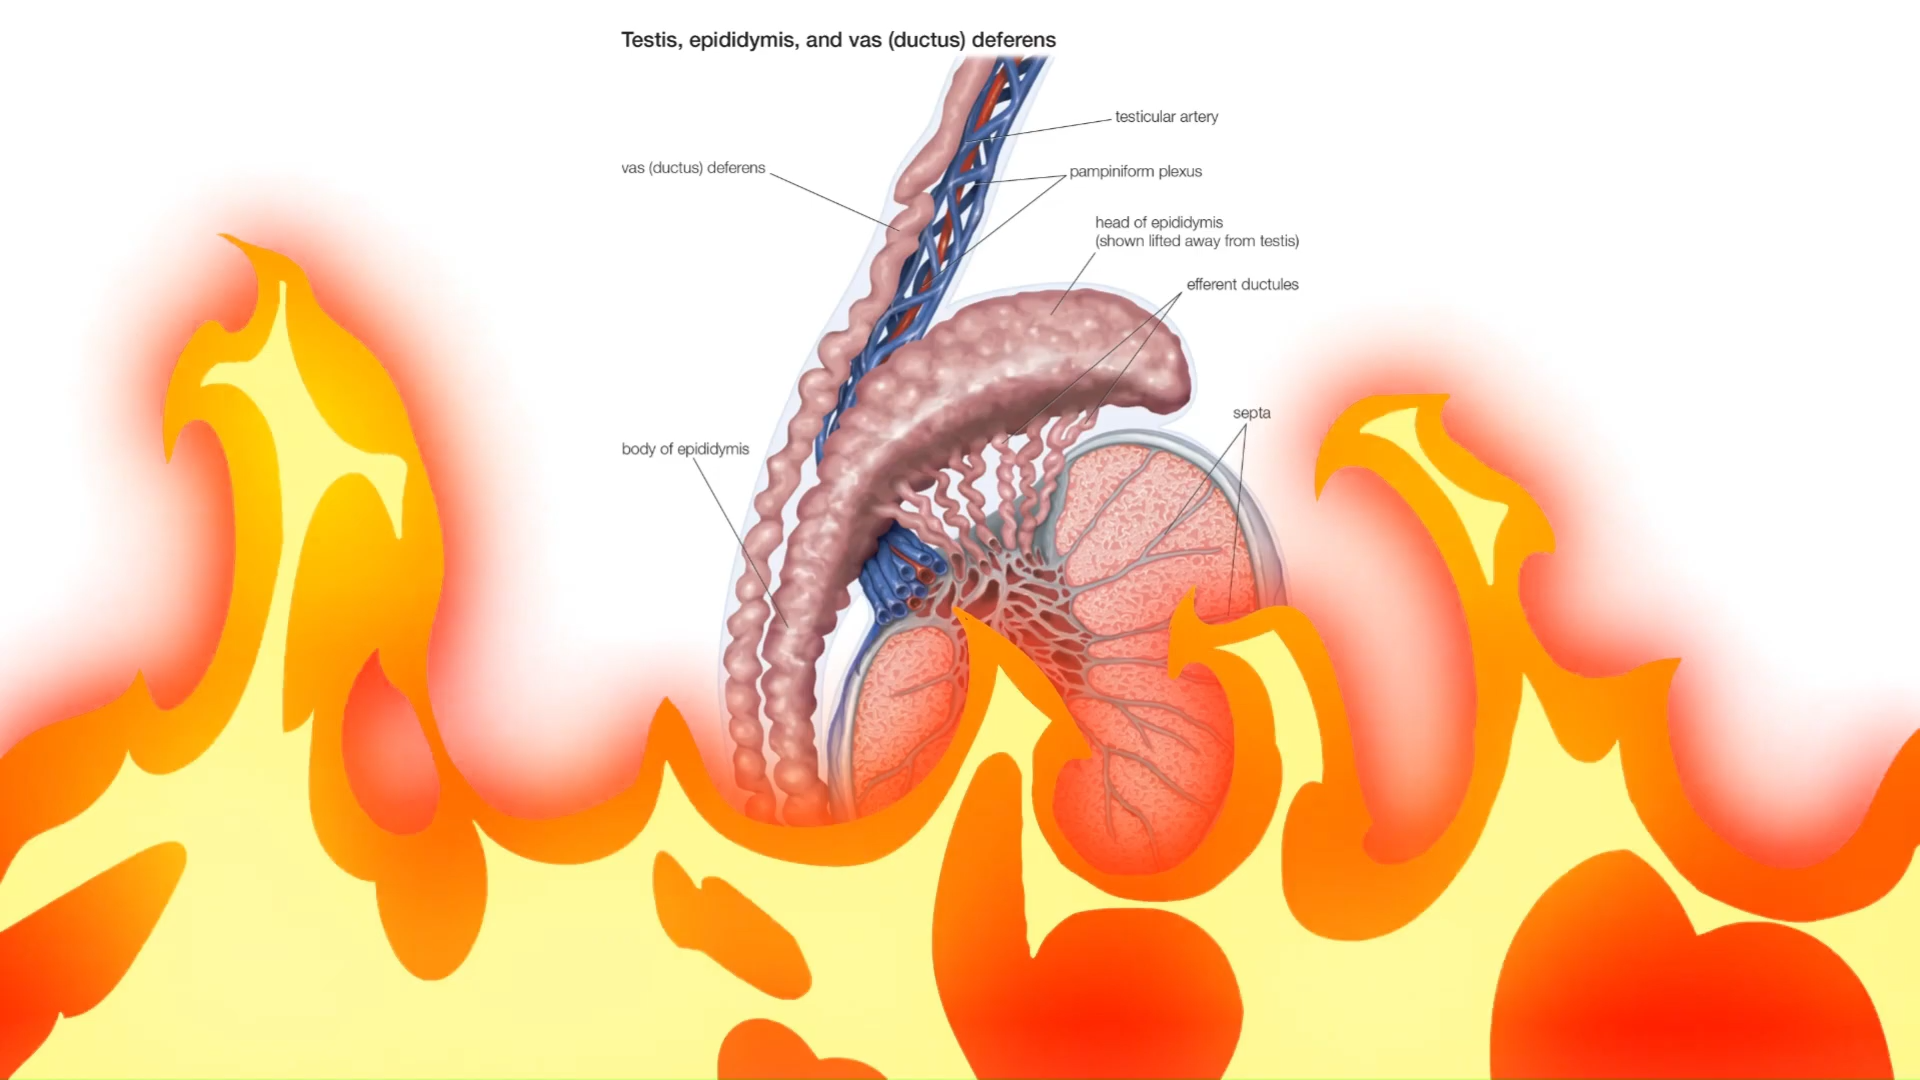 Testis, epididymis, and vas (ductus) deferens
testicular artery
vas (ductus) deferens
pampiniform plexus
head of epididymis
(shown lifted away from testis)
efferent ductules
septa
body of epididymis